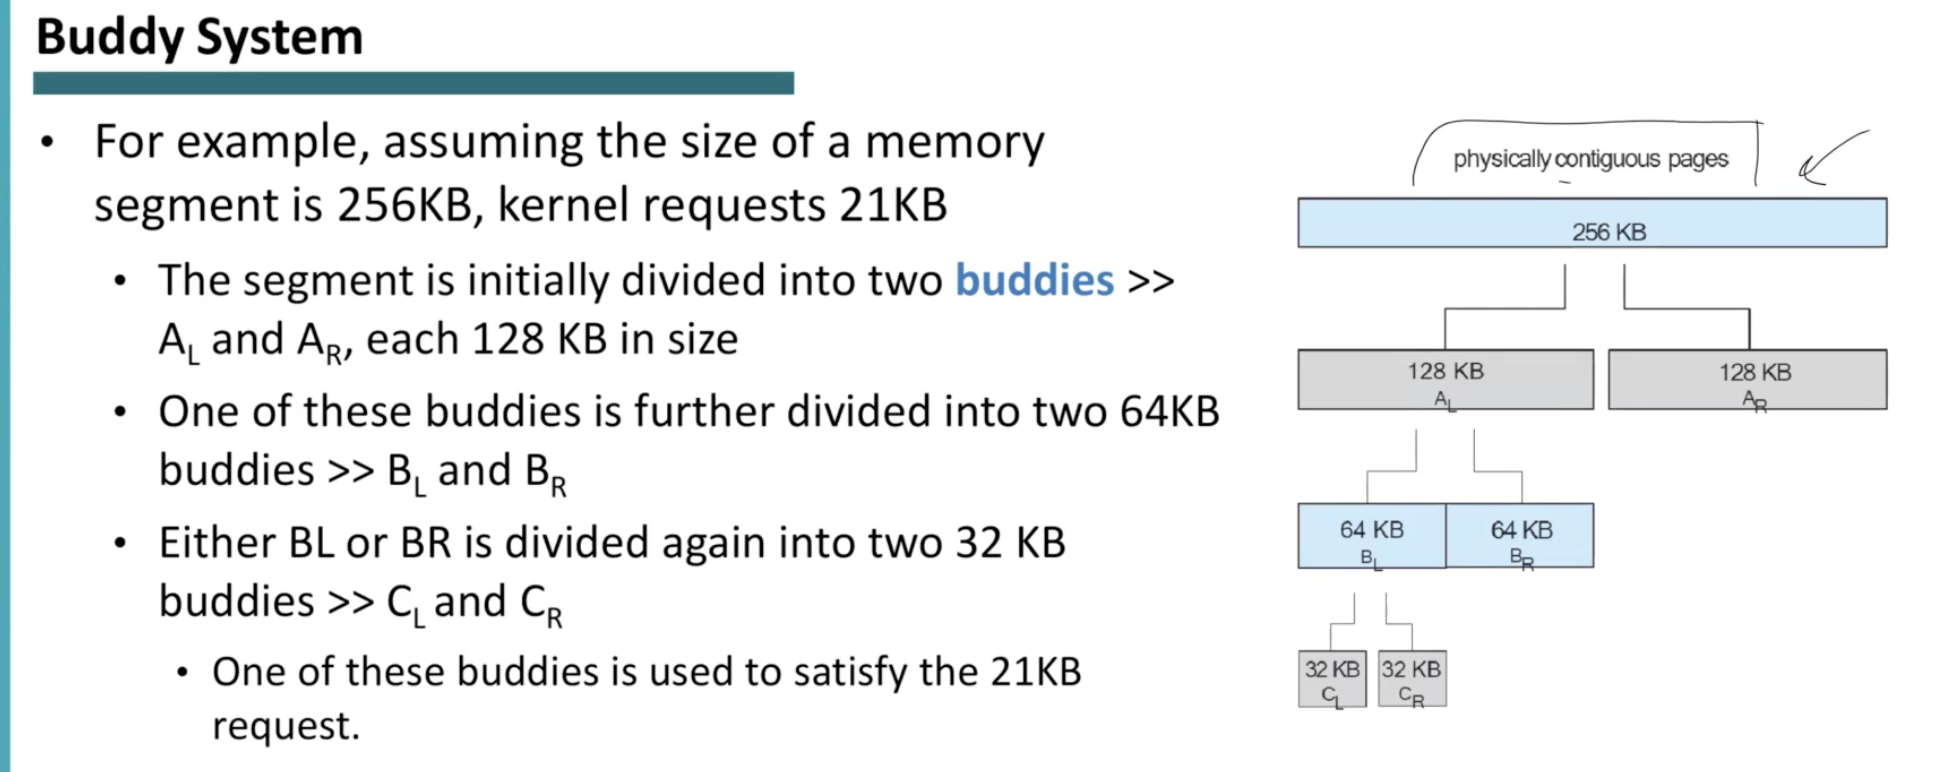 Buddy System
• For example, assuming the size of a memory
segment is 256KB, kernel requests 21KB
• The segment is initially divided into two buddies >>
AL and AR, each 128 KB in size
• One of these buddies is further divided into two 64KB
buddies >> BL and BR
• Either BL or BR is divided again into two 32 KB
buddies >> CL and CR
• One of these buddies is used to satisfy the 21KB
request.
physically contiguous pages
256 KB
128 KB
AL
128 KB
AR
64 KB
BL
64 KB
BR
32 KB
CL
32 KB
CR